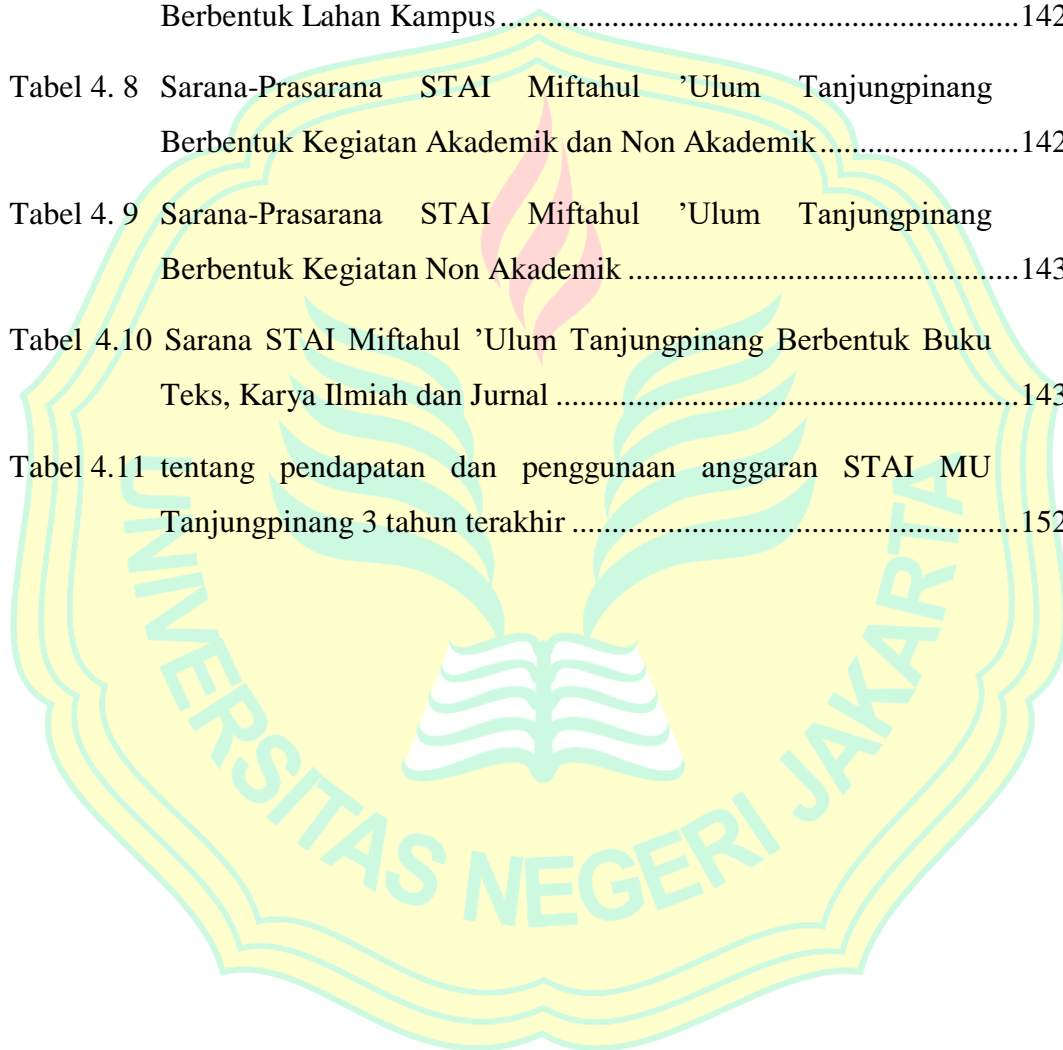 Berbentuk Lahan Kampus.......................................................142
Tabel 4. 8 Sarana-Prasarana STAI Miftahul ’Ulum Tanjungpinang
Berbentuk Kegiatan Akademik dan Non Akademik.....................142
Tabel 4. 9 Sarana-Prasarana STAI Miftahul ’Ulum Tanjungpinang
Berbentuk Kegiatan Non Akademik .........................................143
Tabel 4.10 Sarana STAI Miftahul ’Ulum Tanjungpinang Berbentuk Buku
Teks, Karya Ilmiah dan Jurnal .................................................143
Tabel 4.11 tentang pendapatan dan penggunaan anggaran STAI MU
Tanjungpinang 3 tahun terakhir ...............................................152
UNIVERSITAS NEGERI JAKARTA